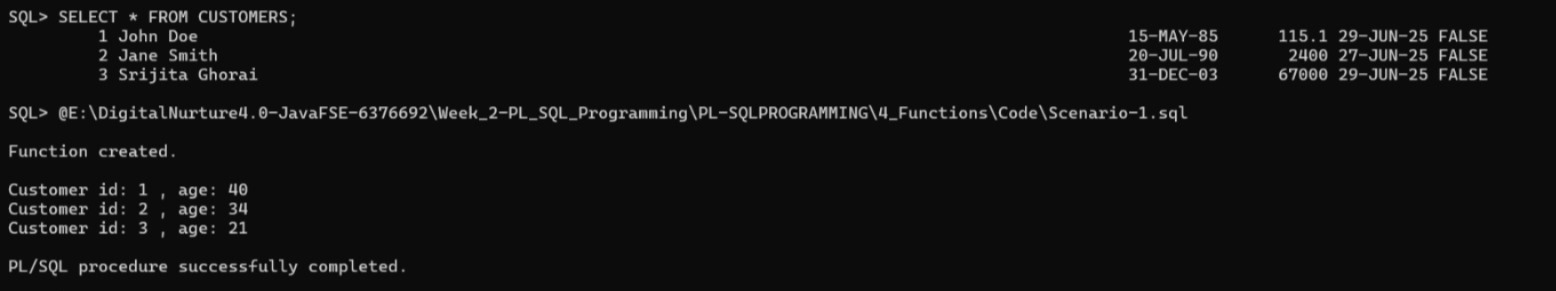 SQL> SELECT * FROM CUSTOMERS;
1 John Doe 15-MAY-85 115.1 29-JUN-25 FALSE
2 Jane Smith 20-JUL-90 2400 27-JUN-25 FALSE
3 Srijita Ghorai 31-DEC-03 67000 29-JUN-25 FALSE
SQL> @E:\DigitalNurture4.0-JavaFSE-6376692\Week_2-PL_SQL_Programming\PL-SQLPROGRAMMING\4_Functions\Code\Scenario-1.sql
Function created.
Customer id: 1 , age: 40
Customer id: 2 , age: 34
Customer id: 3 , age: 21
PL/SQL procedure successfully completed.